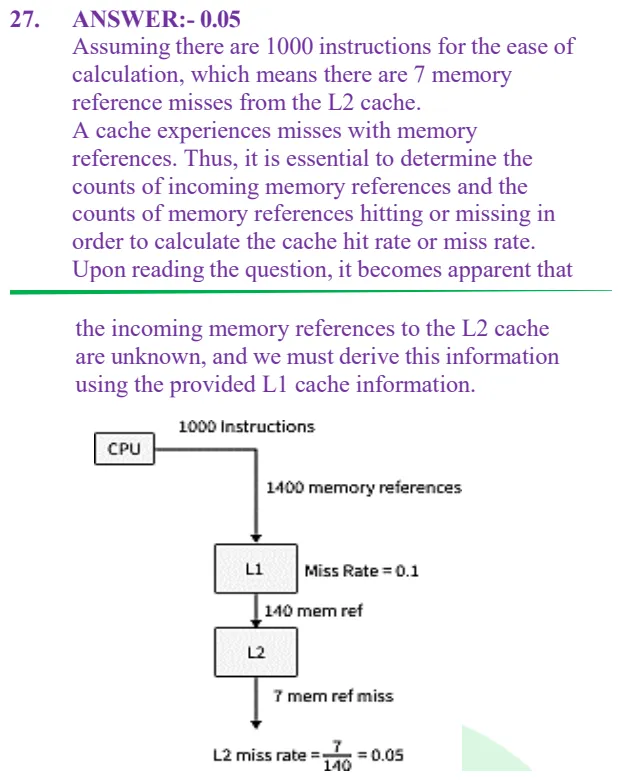 27. ANSWER:- 0.05
Assuming there are 1000 instructions for the ease of
calculation, which means there are 7 memory
reference misses from the L2 cache.
A cache experiences misses with memory
references. Thus, it is essential to determine the
counts of incoming memory references and the
counts of memory references hitting or missing in
order to calculate the cache hit rate or miss rate.
Upon reading the question, it becomes apparent that
the incoming memory references to the L2 cache
are unknown, and we must derive this information
using the provided L1 cache information.
1000 Instructions
CPU
1400 memory references
L1 Miss Rate = 0.1
140 mem ref
L2
7 mem ref miss
L2 miss rate = 7/140 = 0.05